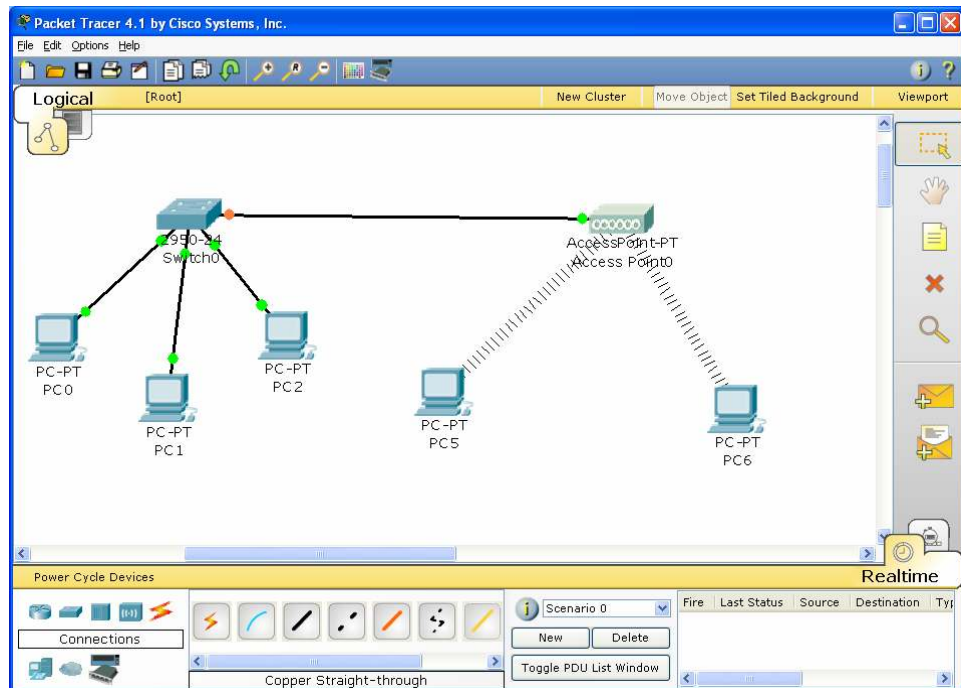 Packet Tracer 4.1 by Cisco Systems, Inc.
File Edit Options Help
Logical [Root] New Cluster Move Object Set Tiled Background Viewport
2950-24
Switch0
AccessPoint-PT
Access Point0
PC-PT
PC0
PC-PT
PC1
PC-PT
PC2
PC-PT
PC5
PC-PT
PC6
Power Cycle Devices
Realtime
Connections
Copper Straight-through
Scenario 0
New Delete
Toggle PDU List Window
Fire Last Status Source Destination Typ